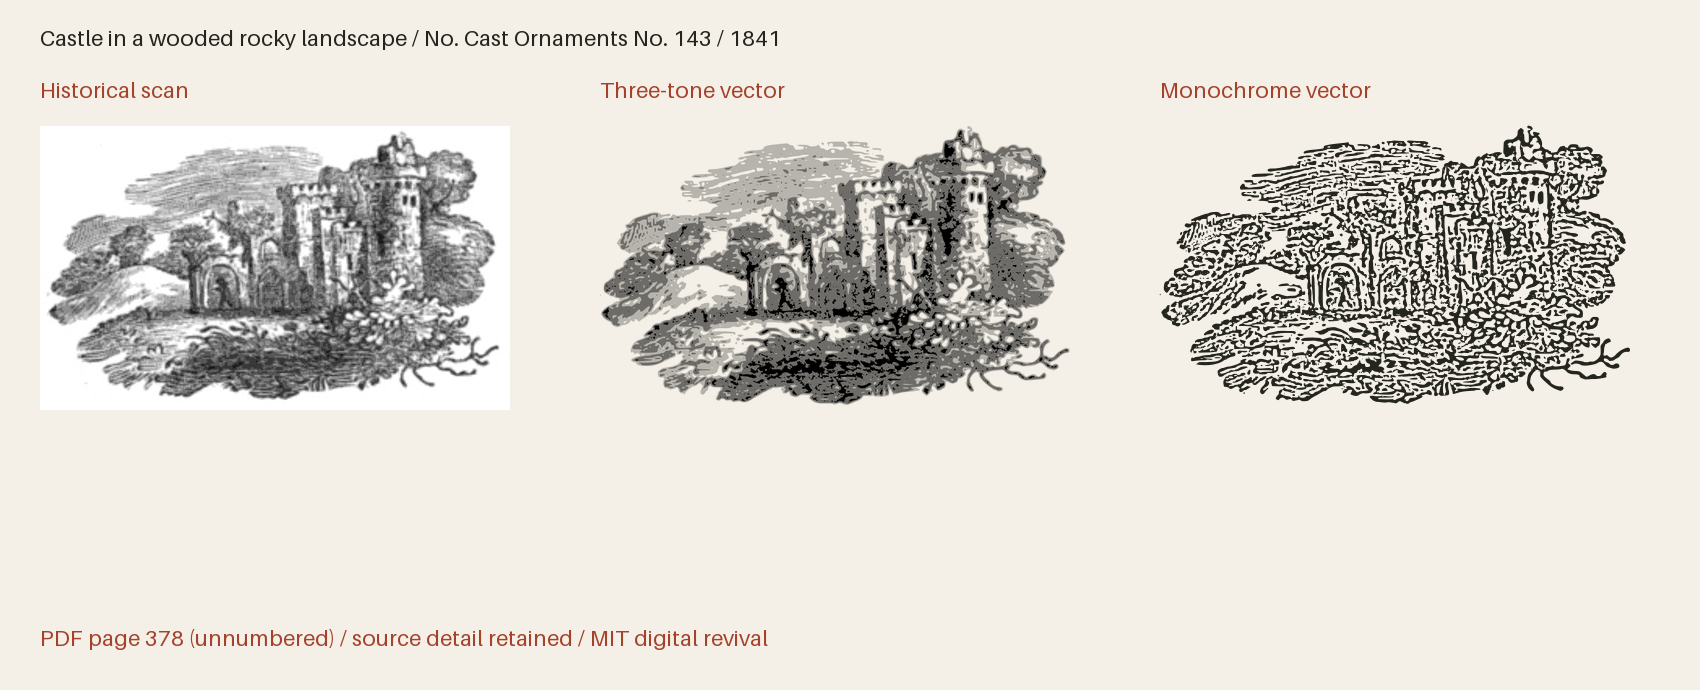 Castle in a wooded rocky landscape / No. Cast Ornaments No. 143 / 1841
Historical scan
Three-tone vector
Monochrome vector
PDF page 378 (unnumbered) / source detail retained / MIT digital revival